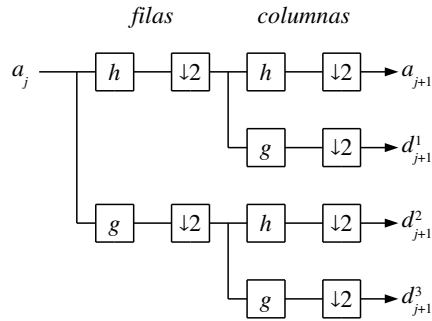 filas columnas
a_j h ↓2 h ↓2 a_{j+1}
g ↓2 d^1_{j+1}
g ↓2 h ↓2 d^2_{j+1}
g ↓2 d^3_{j+1}